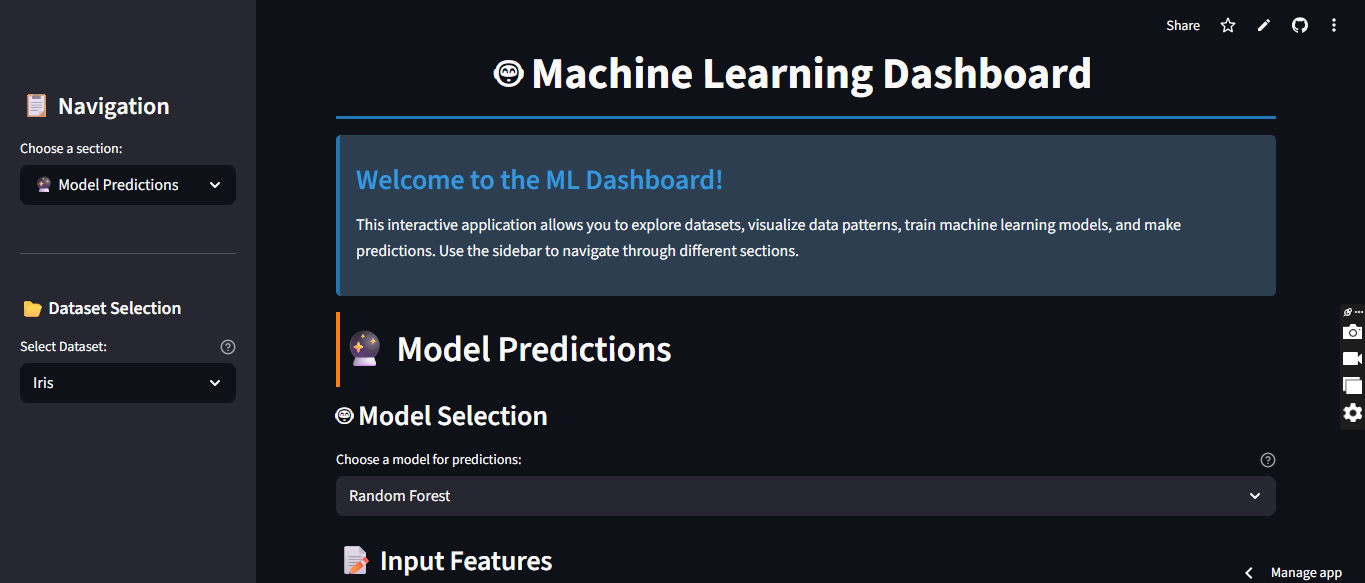 Share
Machine Learning Dashboard
Navigation
Choose a section:
Model Predictions
Dataset Selection
Select Dataset:
Iris
Welcome to the ML Dashboard!
This interactive application allows you to explore datasets, visualize data patterns, train machine learning models, and make
predictions. Use the sidebar to navigate through different sections.
Model Predictions
Model Selection
Choose a model for predictions:
Random Forest
Input Features
Manage app